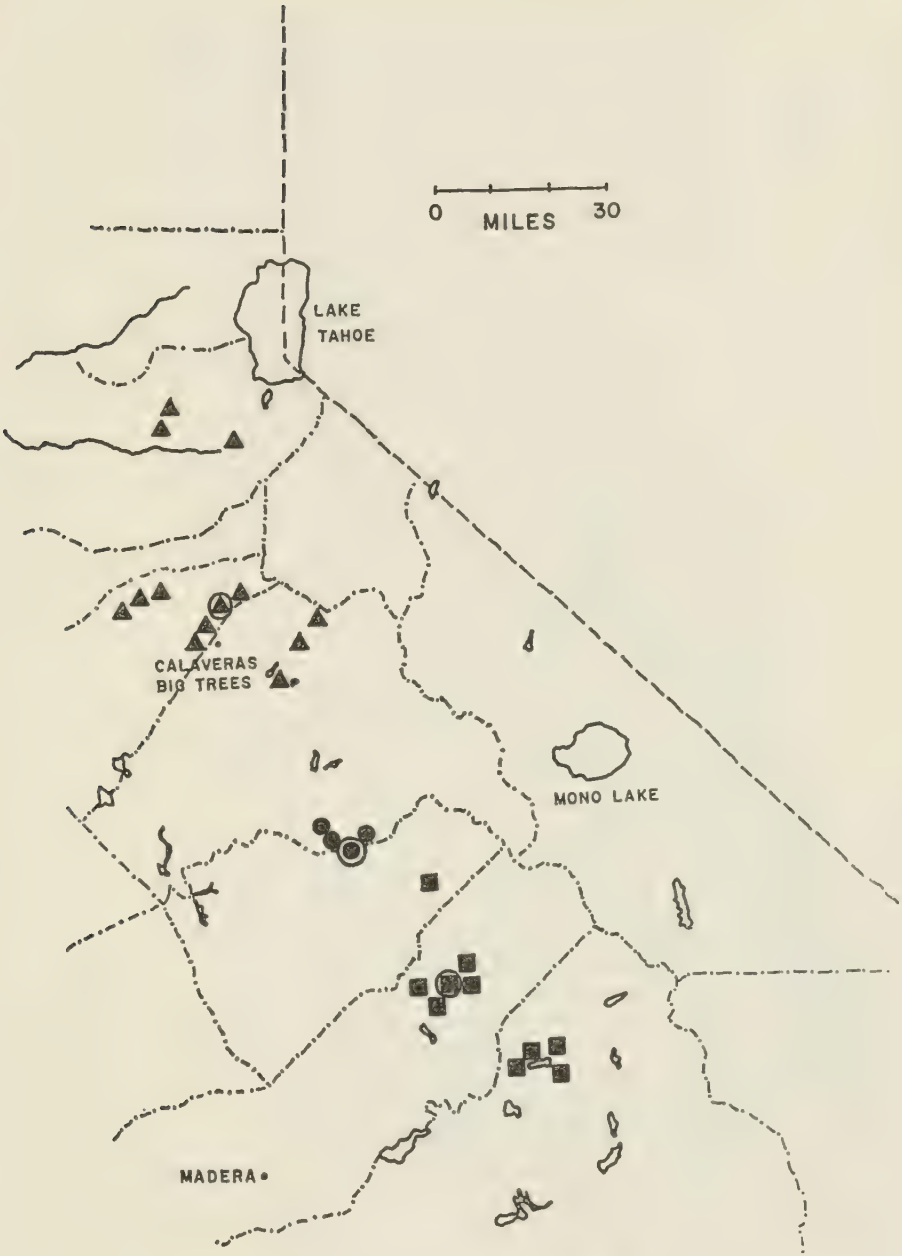 0 MILES 30
LAKE
TAHOE
CALAVERAS
BIG TREES
MONO LAKE
MADERA